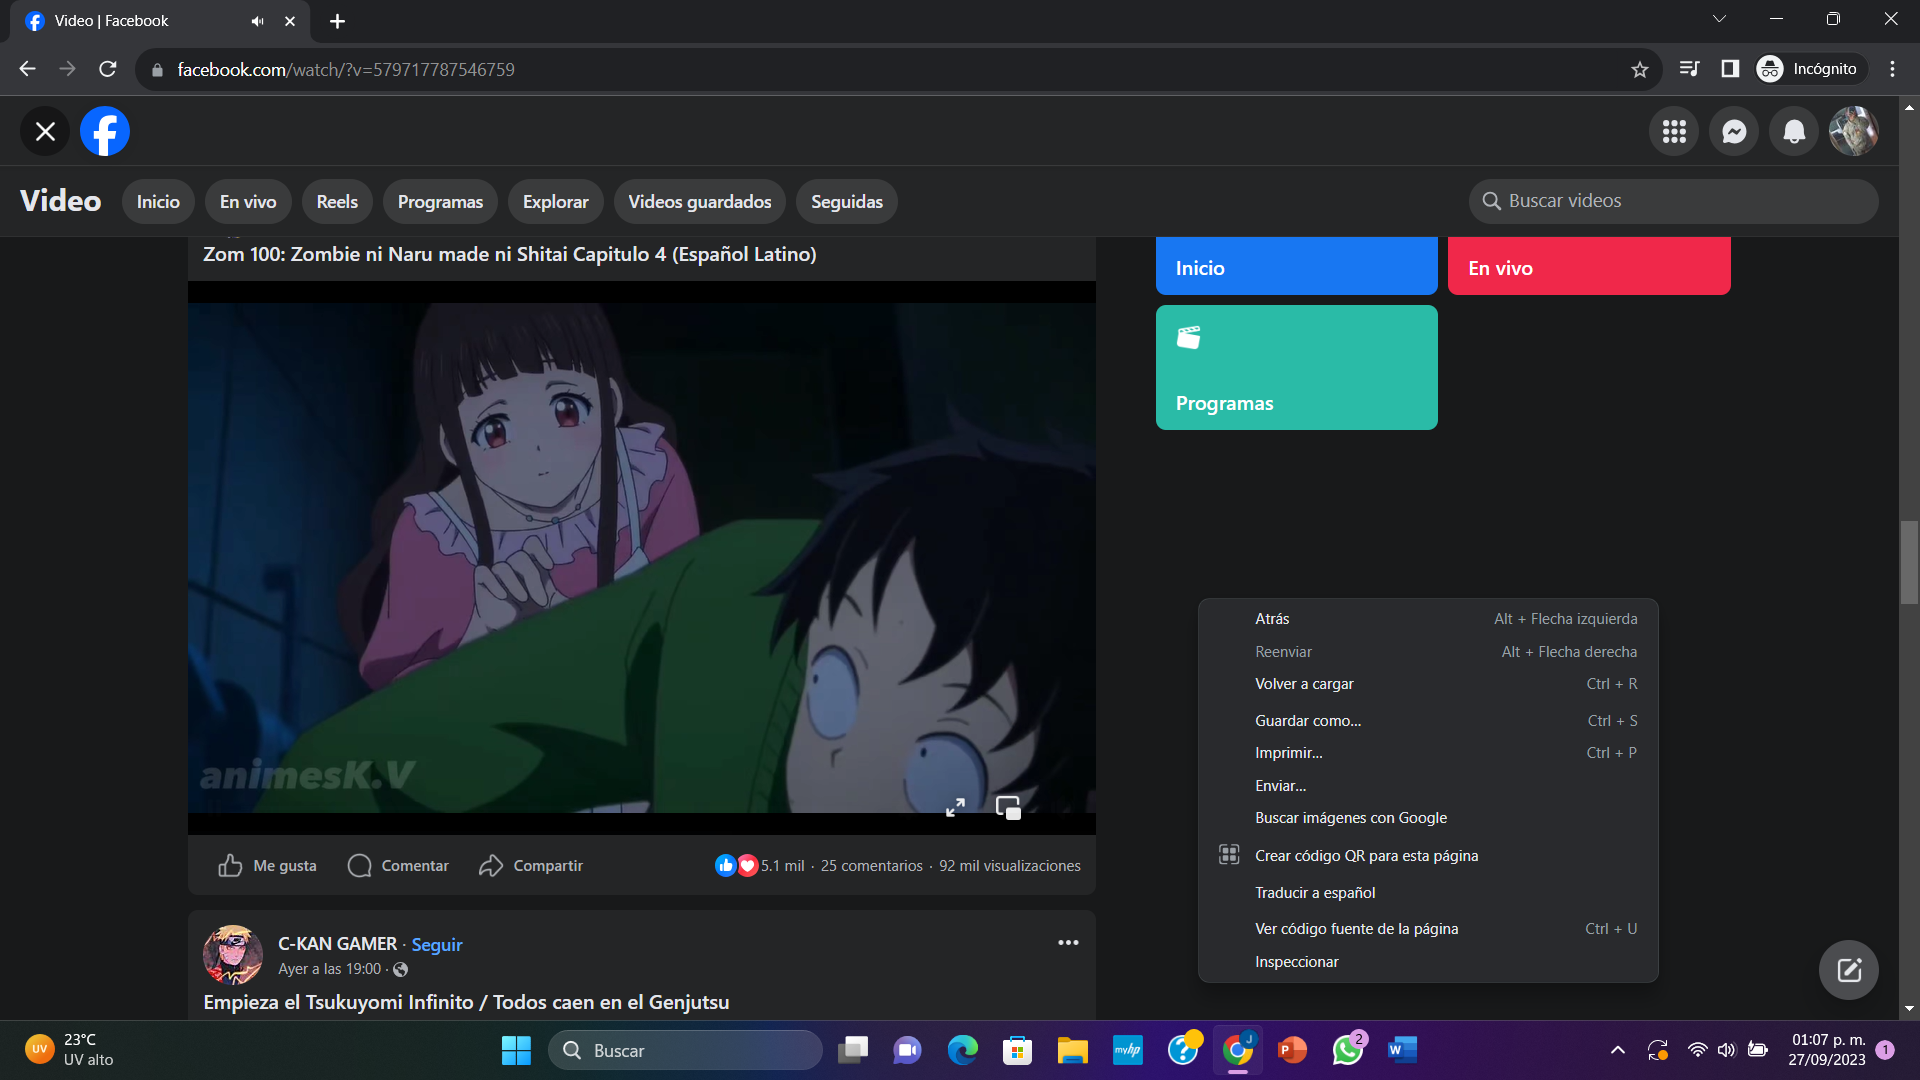 Video | Facebook
facebook.com/watch/?v=579717787546759
Incógnito
Video
Inicio
En vivo
Reels
Programas
Explorar
Videos guardados
Seguidas
Buscar videos
Zom 100: Zombie ni Naru made ni Shitai Capitulo 4 (Español Latino)
Inicio
En vivo
Programas
animesK.V
Atrás Alt + Flecha izquierda
Reenviar Alt + Flecha derecha
Volver a cargar Ctrl + R
Guardar como... Ctrl + S
Imprimir... Ctrl + P
Enviar...
Buscar imágenes con Google
Crear código QR para esta página
Traducir a español
Ver código fuente de la página Ctrl + U
Inspeccionar
Me gusta
Comentar
Compartir
5.1 mil · 25 comentarios · 92 mil visualizaciones
C-KAN GAMER · Seguir
Ayer a las 19:00 ·
Empieza el Tsukuyomi Infinito / Todos caen en el Genjutsu
UV
23°C
UV alto
Buscar
myhp
J
P
2
W
01:07 p. m.
27/09/2023
1